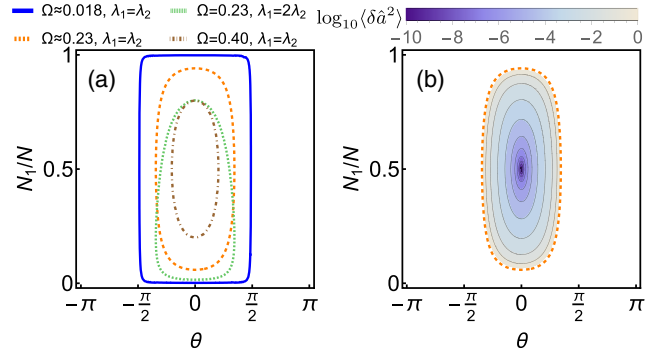 Ω≈0.018, λ₁=λ₂ Ω=0.23, λ₁=2λ₂ log₁₀⟨δâ²⟩
Ω≈0.23, λ₁=λ₂ Ω=0.40, λ₁=λ₂ −10 −8 −6 −4 −2 0
(a) (b)
1 1
N₁/N 0.5 N₁/N 0.5
0 0
−π −π/2 0 π/2 π −π −π/2 0 π/2 π
θ θ